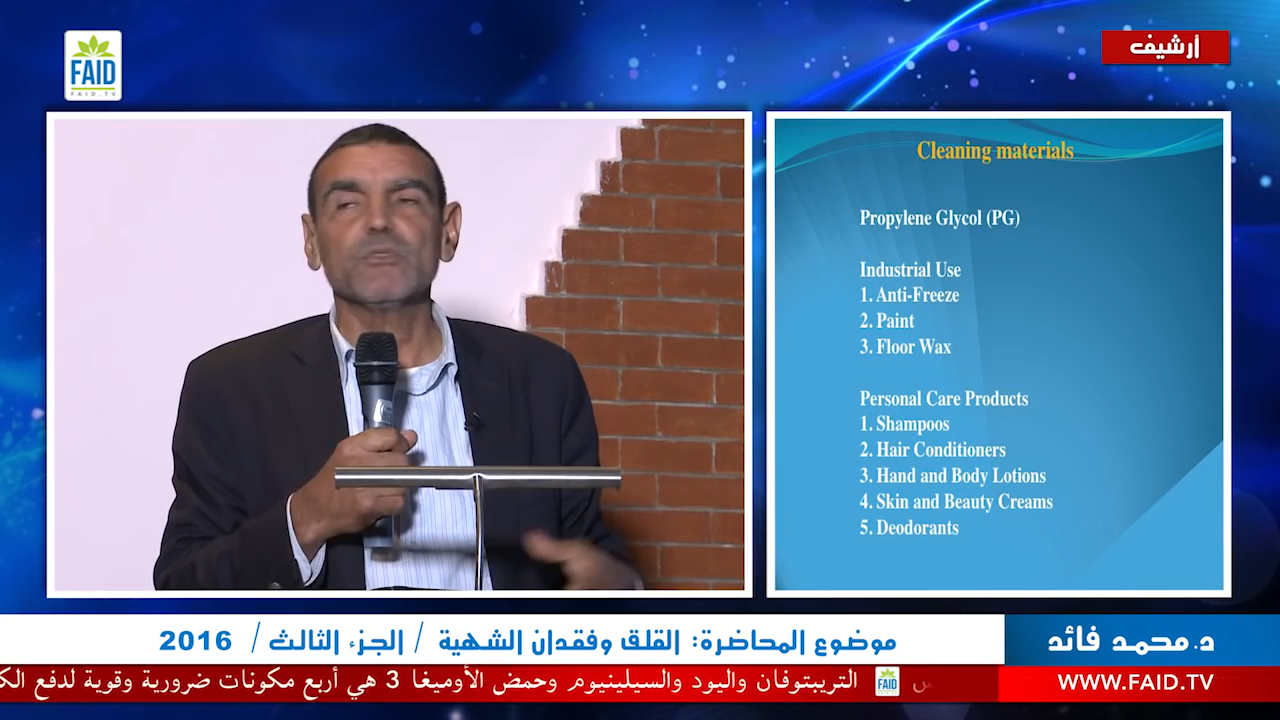 FAID
FAID.TV
أرشيف
Cleaning materials
Propylene Glycol (PG)
Industrial Use
1. Anti-Freeze
2. Paint
3. Floor Wax
Personal Care Products
1. Shampoos
2. Hair Conditioners
3. Hand and Body Lotions
4. Skin and Beauty Creams
5. Deodorants
د. محمد فائد
موضوع المحاضرة: القلق وفقدان الشهية / الجزء الثالث / 2016
WWW.FAID.TV
FAID التريبتوفان واليود والسيلينيوم وحمض الأوميغا 3 هي أربع مكونات ضرورية وقوية لدفع